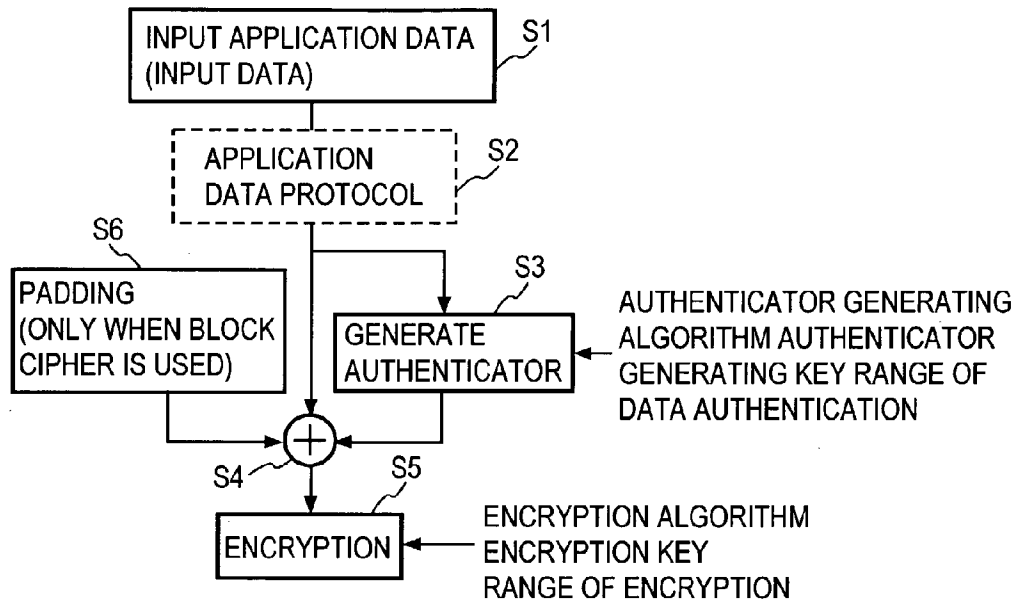 INPUT APPLICATION DATA
(INPUT DATA)
S1
APPLICATION
DATA PROTOCOL
S2
S6
PADDING
(ONLY WHEN BLOCK
CIPHER IS USED)
S3
GENERATE
AUTHENTICATOR
AUTHENTICATOR GENERATING
ALGORITHM AUTHENTICATOR
GENERATING KEY RANGE OF
DATA AUTHENTICATION
+
S4
S5
ENCRYPTION
ENCRYPTION ALGORITHM
ENCRYPTION KEY
RANGE OF ENCRYPTION